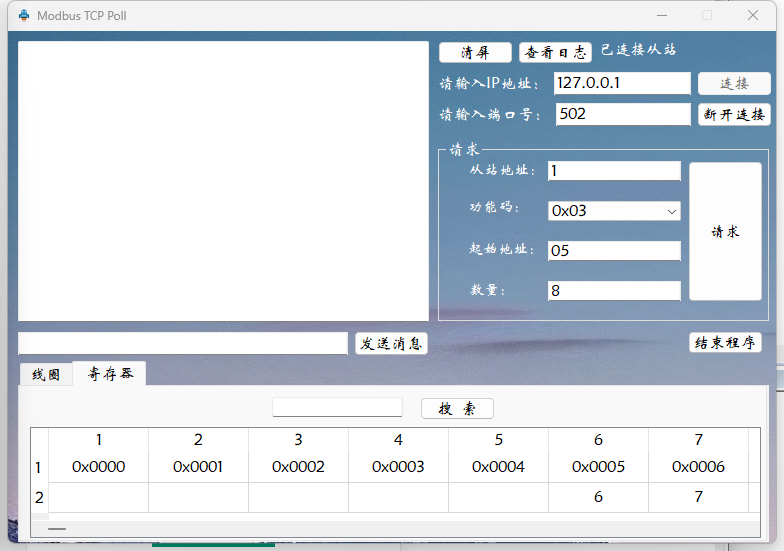 Modbus TCP Poll
清屏 查看日志 已连接从站
请输入IP地址： 127.0.0.1 连接
请输入端口号： 502 断开连接
请求
从站地址： 1
功能码： 0x03
请求
起始地址： 05
数量： 8
发送消息 结束程序
线圈 寄存器
搜 索
1 2 3 4 5 6 7
1 0x0000 0x0001 0x0002 0x0003 0x0004 0x0005 0x0006
2 6 7